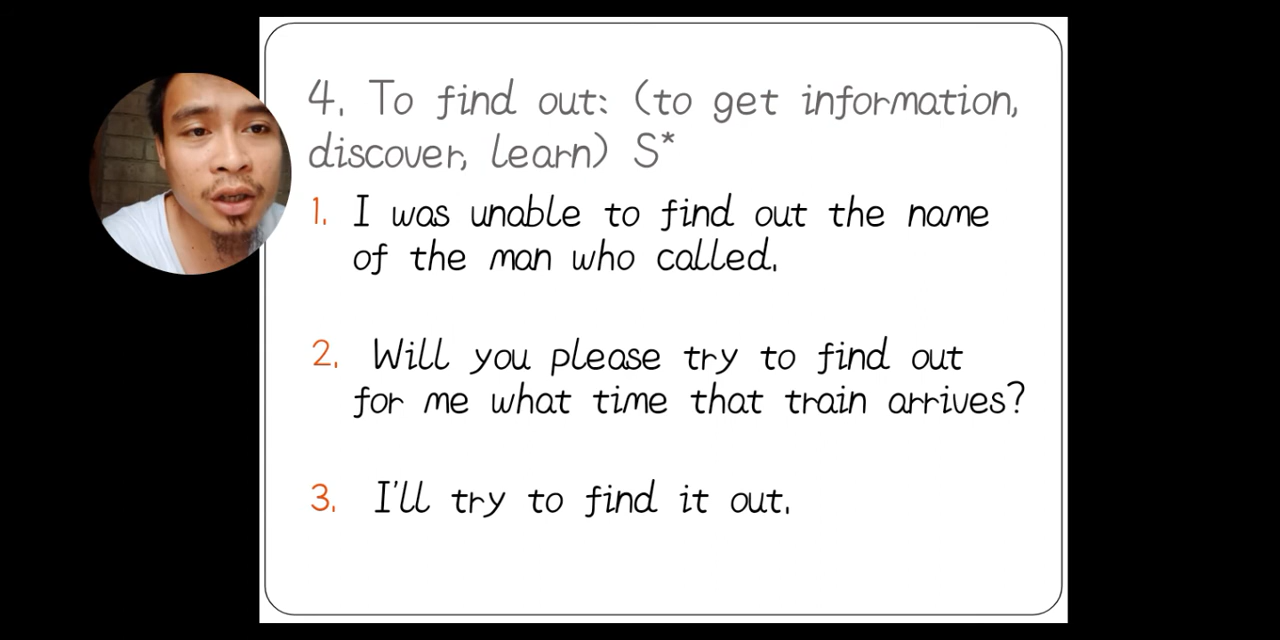 4. To find out: (to get information,
discover, learn) S*
1. I was unable to find out the name
of the man who called.
2. Will you please try to find out
for me what time that train arrives?
3. I'll try to find it out.